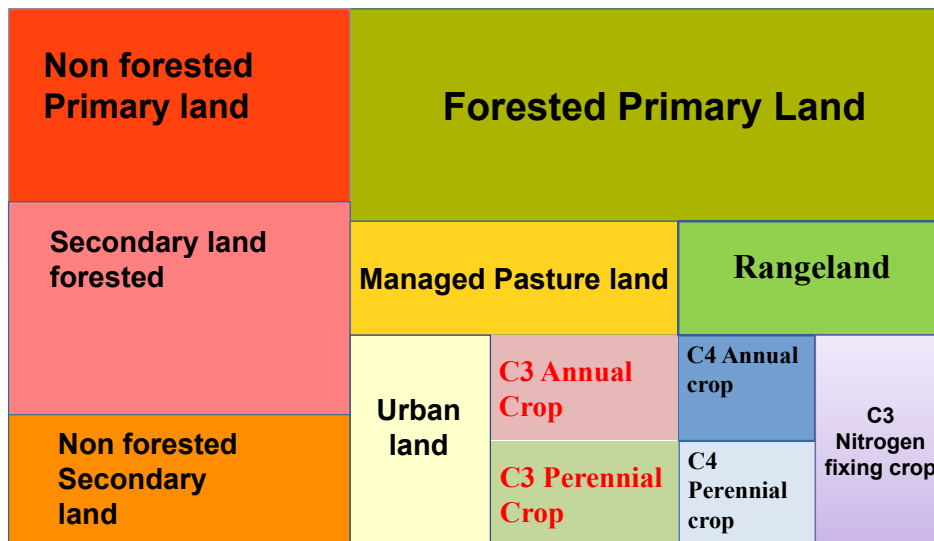 Non forested
Primary land
Forested Primary Land
Secondary land
forested
Managed Pasture land
Rangeland
Urban
land
C3 Annual
Crop
C4 Annual
crop
C3
Nitrogen
fixing crop
Non forested
Secondary
land
C3 Perennial
Crop
C4
Perennial
crop